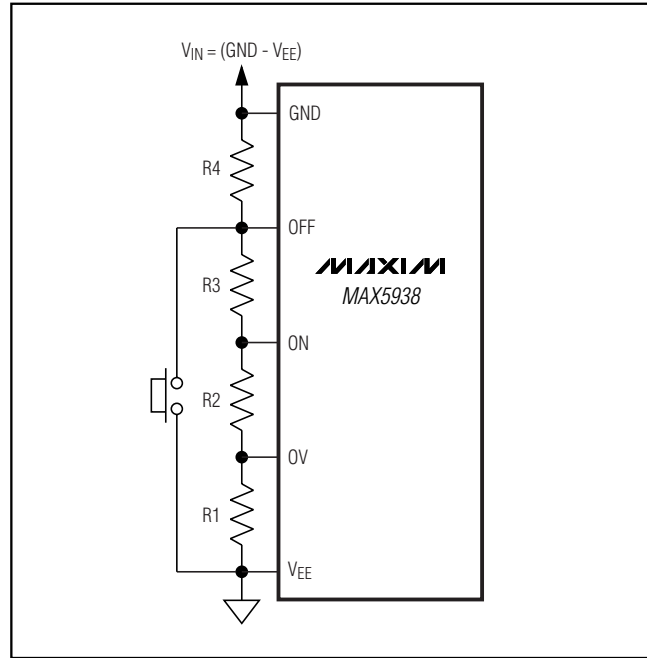 V_IN = (GND - V_EE)
GND
R4
OFF
MAXIM
R3
MAX5938
ON
R2
OV
R1
V_EE